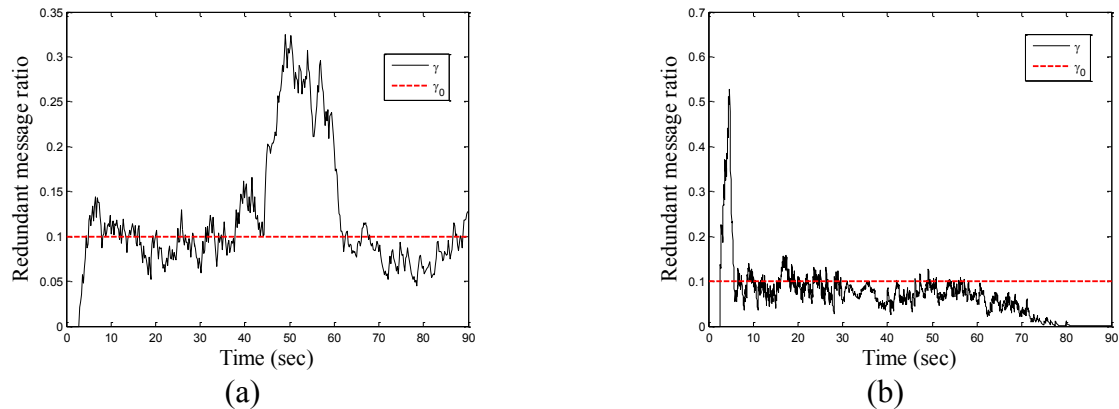 0.35
0.3
0.25
0.2
0.15
0.1
0.05
0
Redundant message ratio
γ
γ0
0 10 20 30 40 50 60 70 80 90
Time (sec)
(a)
0.7
0.6
0.5
0.4
0.3
0.2
0.1
0
Redundant message ratio
γ
γ0
0 10 20 30 40 50 60 70 80 90
Time (sec)
(b)